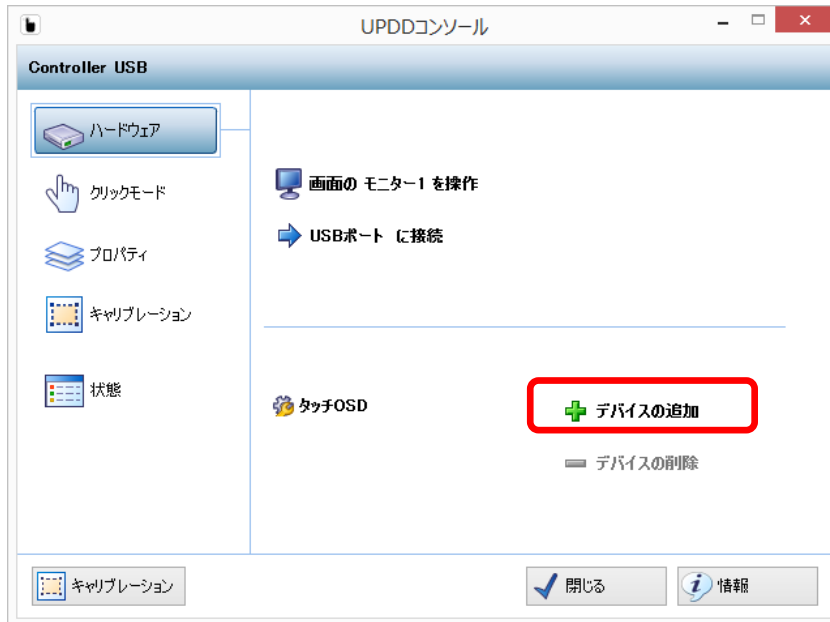 UPDDコンソール
Controller USB
ハードウェア
クリックモード
プロパティ
キャリブレーション
状態
画面の モニター1 を操作
USBポート に接続
タッチOSD
デバイスの追加
デバイスの削除
キャリブレーション
閉じる
情報